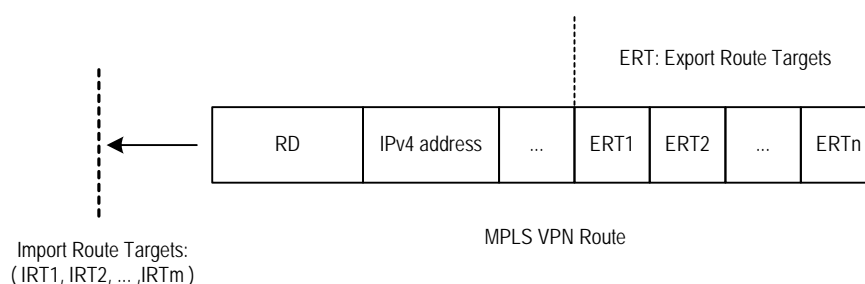 ERT: Export Route Targets
RD
IPv4 address
...
ERT1
ERT2
...
ERTn
MPLS VPN Route
Import Route Targets:
( IRT1, IRT2, ... ,IRTm )